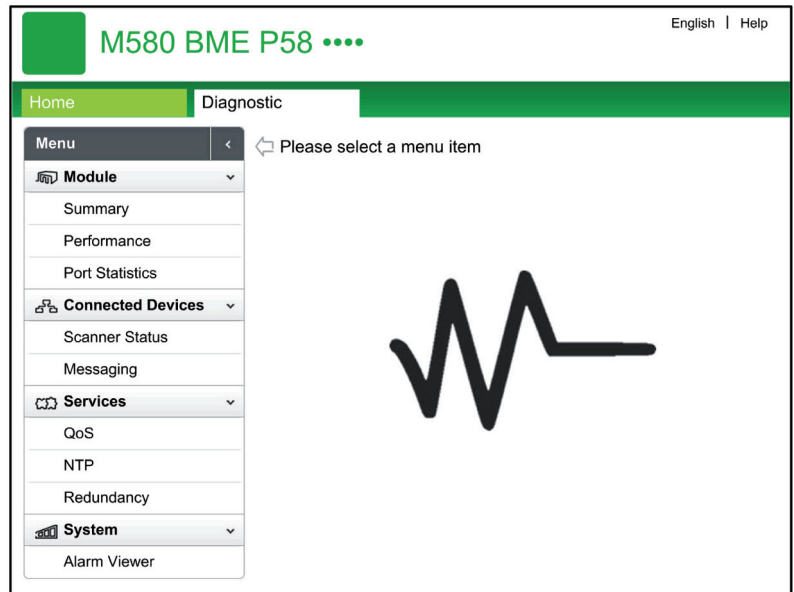 M580 BME P58 ••••
English | Help
Home Diagnostic
Menu <
Please select a menu item
Module
Summary
Performance
Port Statistics
Connected Devices
Scanner Status
Messaging
Services
QoS
NTP
Redundancy
System
Alarm Viewer